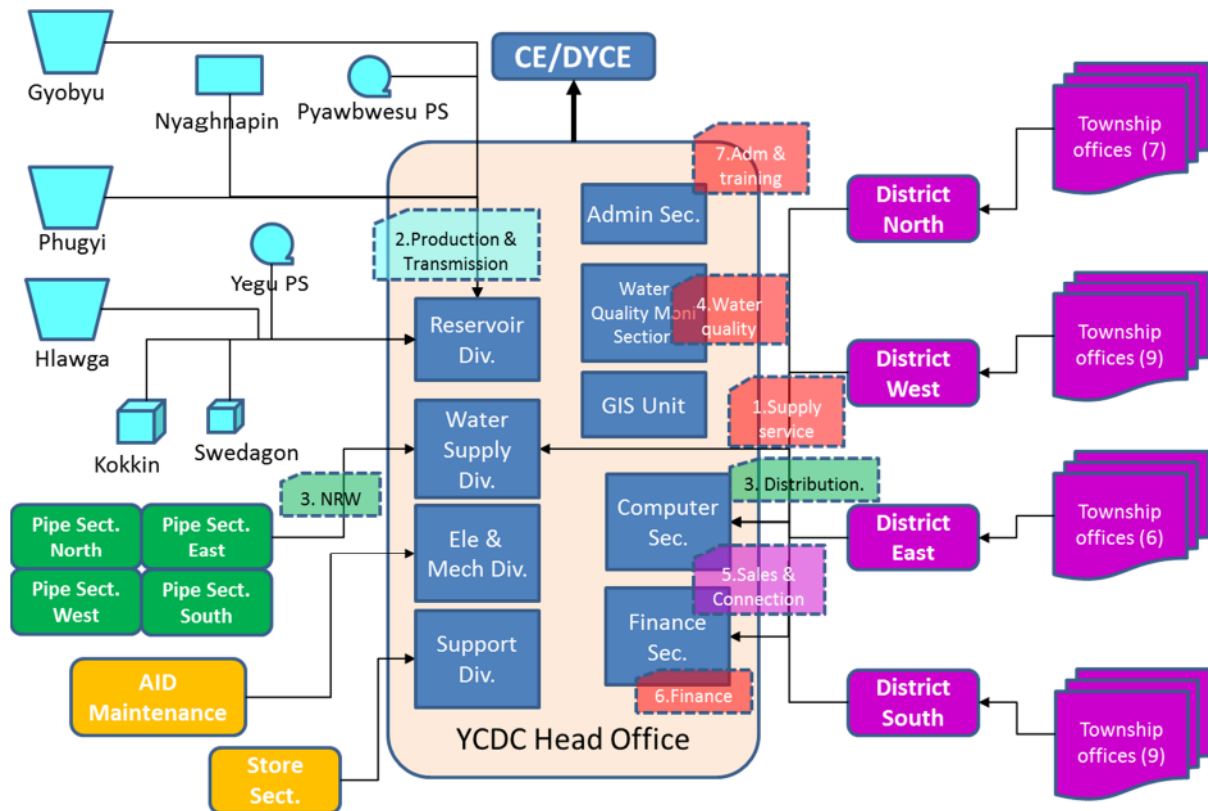 CE/DYCE
Gyobyu
Nyaghnapin
Pyawbwesu PS
Phugyi
Yegu PS
Hlawga
Kokkin
Swedagon
2.Production &
Transmission
7.Adm &
training
Admin Sec.
Reservoir
Div.
Water
Quality Moni
Section
4.Water
quality
GIS Unit
1.Supply
service
Water
Supply
Div.
3. NRW
3. Distribution.
Computer
Sec.
Ele &
Mech Div.
5.Sales &
Connection
Finance
Sec.
6.Finance
Support
Div.
YCDC Head Office
Pipe Sect.
North
Pipe Sect.
East
Pipe Sect.
West
Pipe Sect.
South
AID
Maintenance
Store
Sect.
District
North
Township
offices (7)
District
West
Township
offices (9)
District
East
Township
offices (6)
District
South
Township
offices (9)